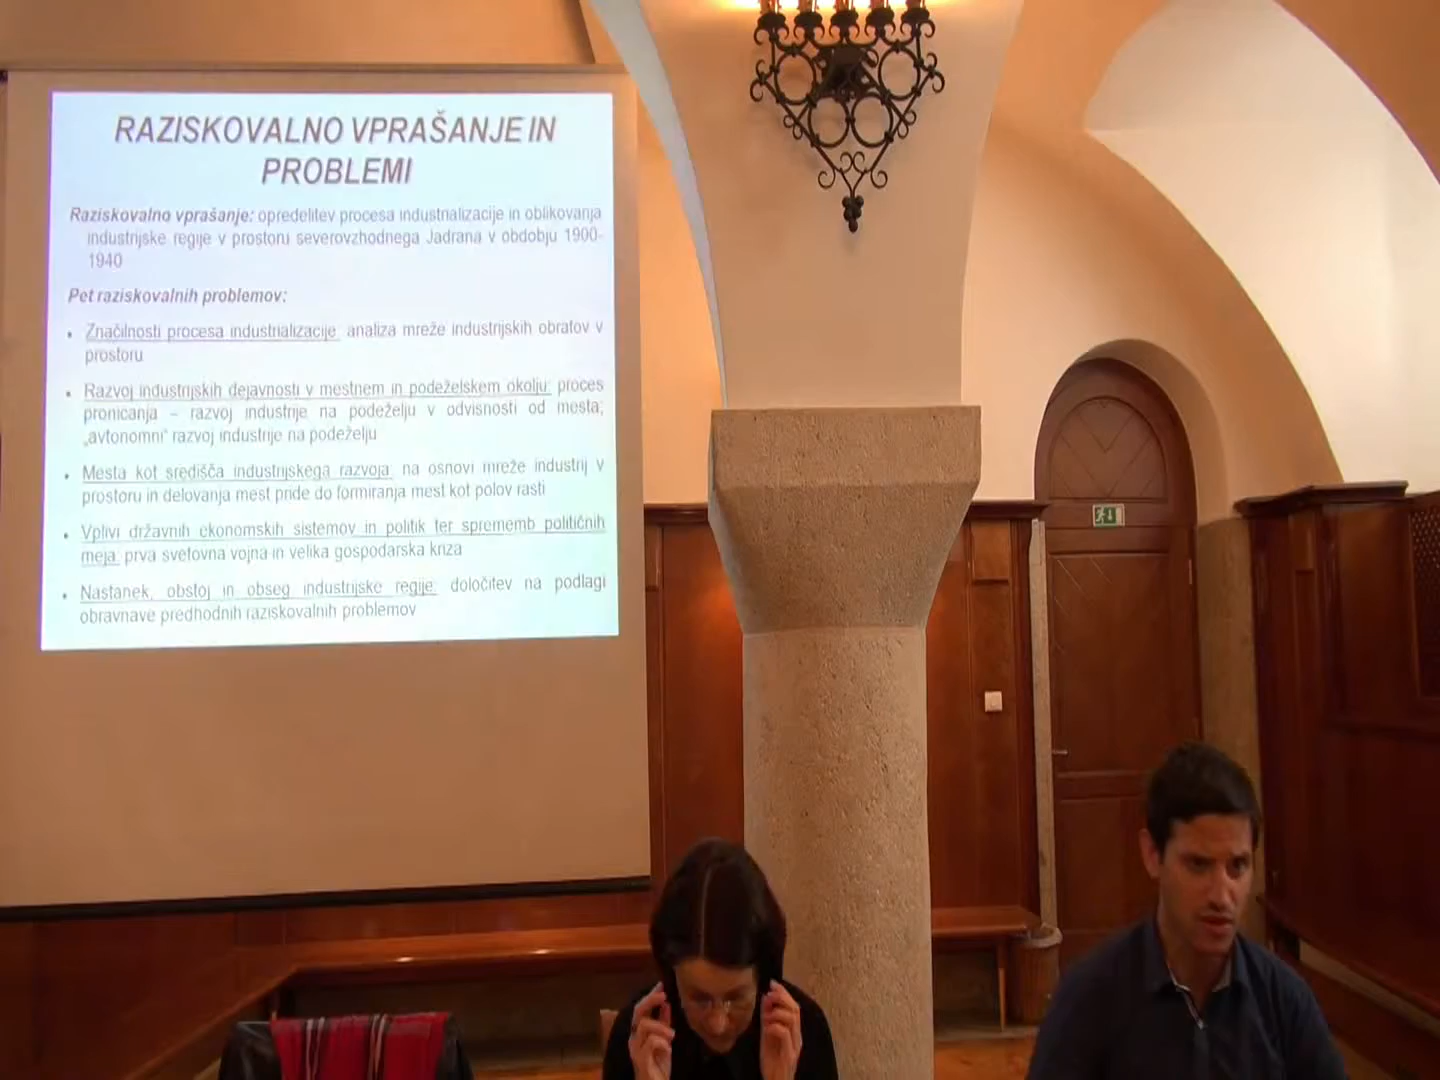 RAZISKOVALNO VPRAŠANJE IN
PROBLEMI
Raziskovalno vprašanje: opredelitev procesa industrializacije in oblikovanja
industrijske regije v prostoru severovzhodnega Jadrana v obdobju 1900-
1940
Pet raziskovalnih problemov:
• Značilnosti procesa industrializacije: analiza mreže industrijskih obratov v
prostoru
• Razvoj industrijskih dejavnosti v mestnem in podeželskem okolju: proces
pronicanja – razvoj industrije na podeželju v odvisnosti od mesta;
„avtonomni“ razvoj industrije na podeželju
• Mesta kot središča industrijskega razvoja: na osnovi mreže industrij v
prostoru in delovanja mest pride do formiranja mest kot polov rasti
• Vplivi državnih ekonomskih sistemov in politik ter sprememb političnih
meja: prva svetovna vojna in velika gospodarska kriza
• Nastanek, obstoj in obseg industrijske regije: določitev na podlagi
obravnave predhodnih raziskovalnih problemov